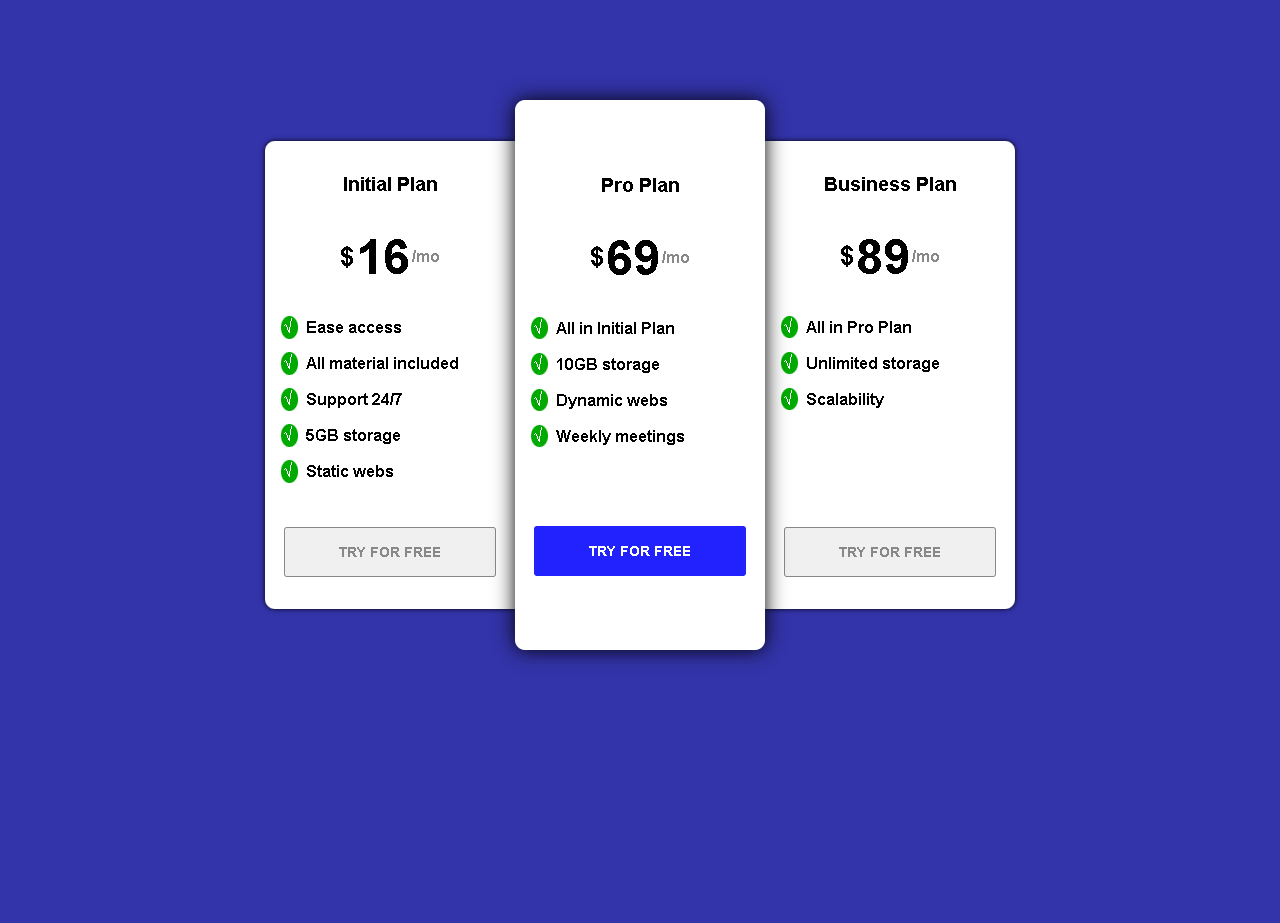 Initial Plan
$16/mo
√ Ease access
√ All material included
√ Support 24/7
√ 5GB storage
√ Static webs
TRY FOR FREE
Pro Plan
$69/mo
√ All in Initial Plan
√ 10GB storage
√ Dynamic webs
√ Weekly meetings
TRY FOR FREE
Business Plan
$89/mo
√ All in Pro Plan
√ Unlimited storage
√ Scalability
TRY FOR FREE